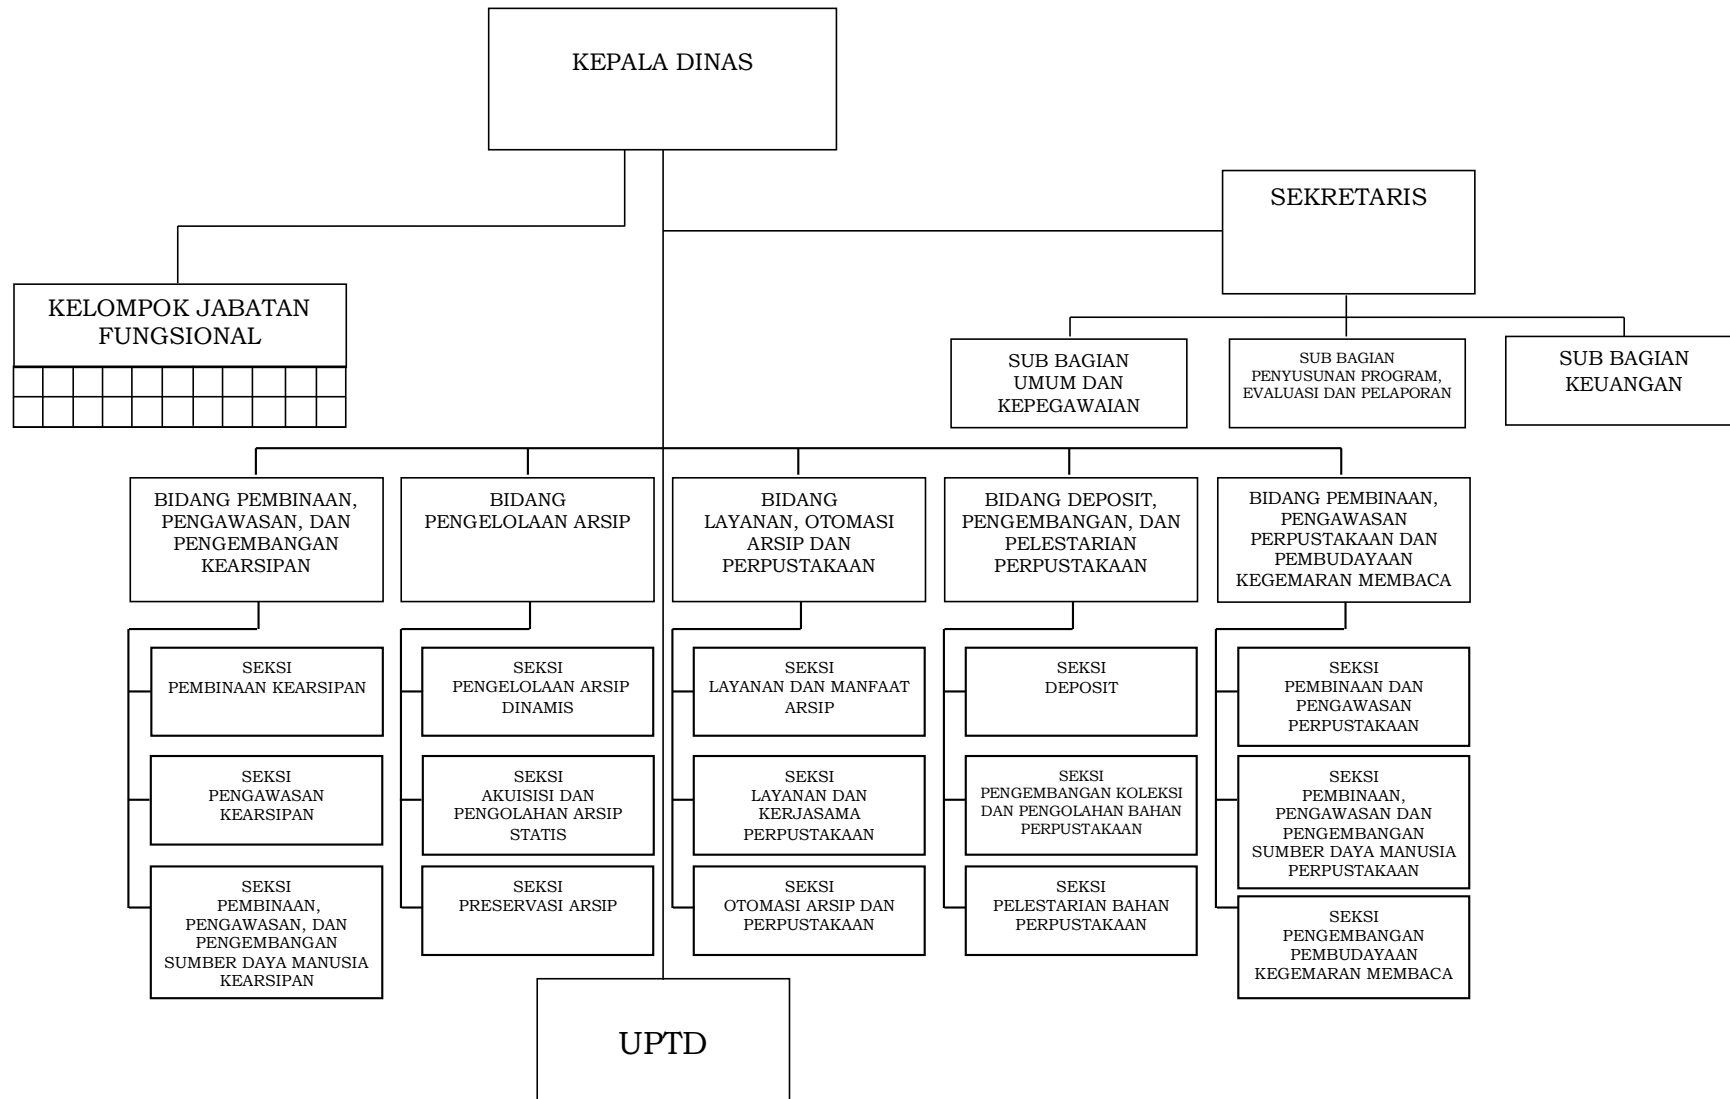 KEPALA DINAS
SEKRETARIS
KELOMPOK JABATAN
FUNGSIONAL
SUB BAGIAN
UMUM DAN
KEPEGAWAIAN
SUB BAGIAN
PENYUSUNAN PROGRAM,
EVALUASI DAN PELAPORAN
SUB BAGIAN
KEUANGAN
BIDANG PEMBINAAN,
PENGAWASAN, DAN
PENGEMBANGAN
KEARSIPAN
BIDANG
PENGELOLAAN ARSIP
BIDANG
LAYANAN, OTOMASI
ARSIP DAN
PERPUSTAKAAN
BIDANG DEPOSIT,
PENGEMBANGAN, DAN
PELESTARIAN
PERPUSTAKAAN
BIDANG PEMBINAAN,
PENGAWASAN
PERPUSTAKAAN DAN
PEMBUDAYAAN
KEGEMARAN MEMBACA
SEKSI
PEMBINAAN KEARSIPAN
SEKSI
PENGELOLAAN ARSIP
DINAMIS
SEKSI
LAYANAN DAN MANFAAT
ARSIP
SEKSI
DEPOSIT
SEKSI
PEMBINAAN DAN
PENGAWASAN
PERPUSTAKAAN
SEKSI
PENGAWASAN
KEARSIPAN
SEKSI
AKUISISI DAN
PENGOLAHAN ARSIP
STATIS
SEKSI
LAYANAN DAN
KERJASAMA
PERPUSTAKAAN
SEKSI
PENGEMBANGAN KOLEKSI
DAN PENGOLAHAN BAHAN
PERPUSTAKAAN
SEKSI
PEMBINAAN,
PENGAWASAN DAN
PENGEMBANGAN
SUMBER DAYA MANUSIA
PERPUSTAKAAN
SEKSI
PEMBINAAN,
PENGAWASAN, DAN
PENGEMBANGAN
SUMBER DAYA MANUSIA
KEARSIPAN
SEKSI
PRESERVASI ARSIP
SEKSI
OTOMASI ARSIP DAN
PERPUSTAKAAN
SEKSI
PELESTARIAN BAHAN
PERPUSTAKAAN
SEKSI
PENGEMBANGAN
PEMBUDAYAAN
KEGEMARAN MEMBACA
UPTD